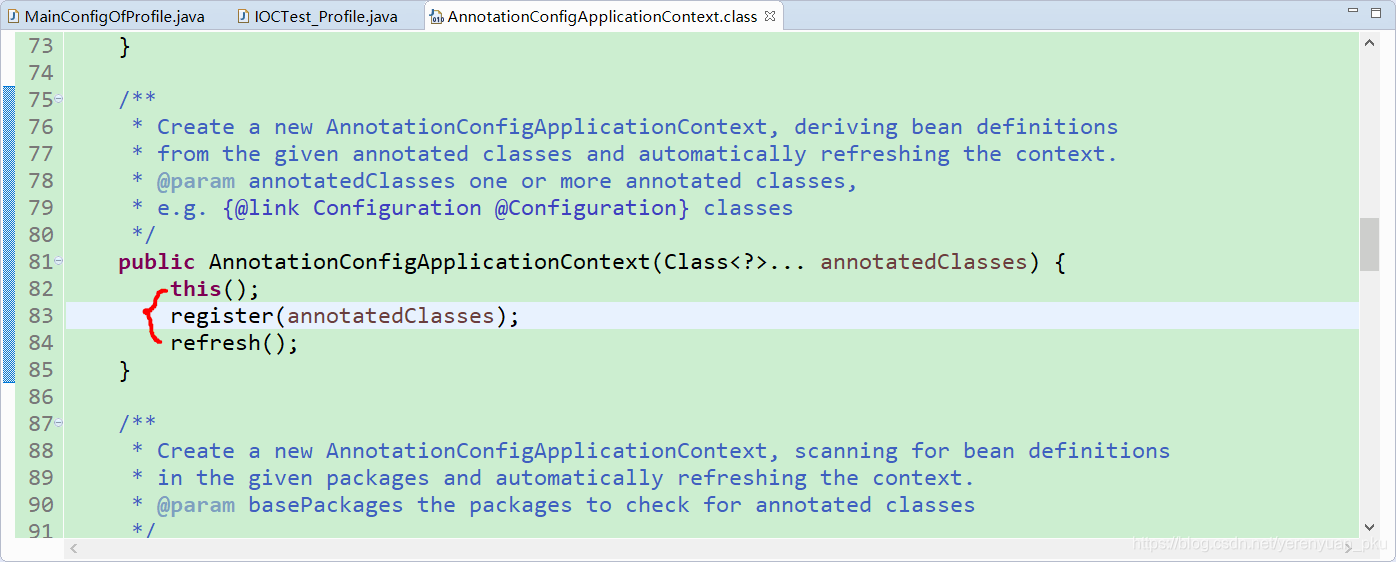 MainConfigOfProfile.java IOCTest_Profile.java AnnotationConfigApplicationContext.class
73 }
74
75 /**
76 * Create a new AnnotationConfigApplicationContext, deriving bean definitions
77 * from the given annotated classes and automatically refreshing the context.
78 * @param annotatedClasses one or more annotated classes,
79 * e.g. {@link Configuration @Configuration} classes
80 */
81 public AnnotationConfigApplicationContext(Class<?>... annotatedClasses) {
82 this();
83 register(annotatedClasses);
84 refresh();
85 }
86
87 /**
88 * Create a new AnnotationConfigApplicationContext, scanning for bean definitions
89 * in the given packages and automatically refreshing the context.
90 * @param basePackages the packages to check for annotated classes
91 */
https://blog.csdn.net/yerenyuan_pku